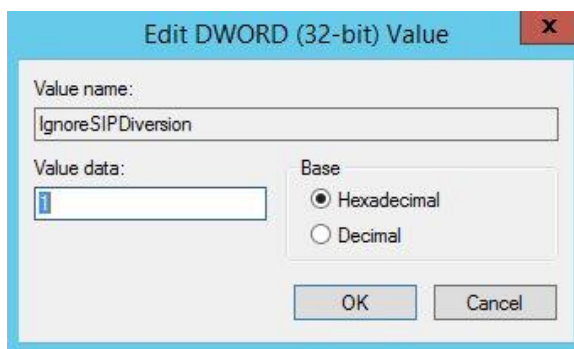 Edit DWORD (32-bit) Value
x
Value name:
IgnoreSIPDiversion
Value data:
1
Base
Hexadecimal
Decimal
OK
Cancel